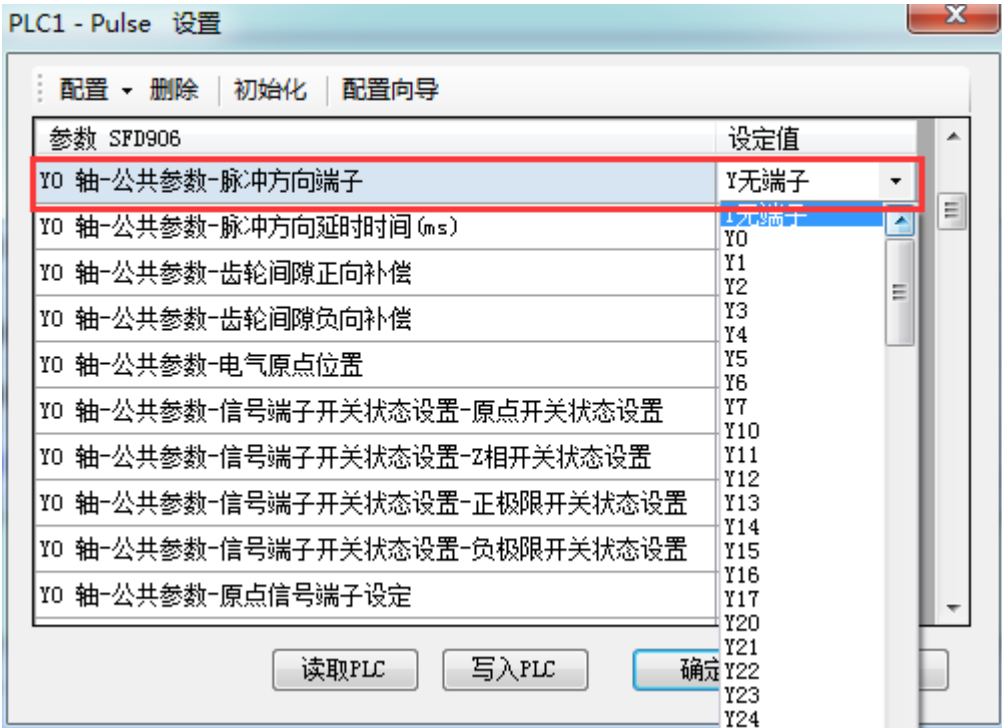 PLC1 - Pulse 设置
X
配置 删除 初始化 配置向导
参数 SFD906 设定值
Y0 轴-公共参数-脉冲方向端子 Y无端子
Y0 轴-公共参数-脉冲方向延时时间(ms)
Y0 轴-公共参数-齿轮间隙正向补偿
Y0 轴-公共参数-齿轮间隙负向补偿
Y0 轴-公共参数-电气原点位置
Y0 轴-公共参数-信号端子开关状态设置-原点开关状态设置
Y0 轴-公共参数-信号端子开关状态设置-Z相开关状态设置
Y0 轴-公共参数-信号端子开关状态设置-正极限开关状态设置
Y0 轴-公共参数-信号端子开关状态设置-负极限开关状态设置
Y0 轴-公共参数-原点信号端子设定
Y无端子
Y0
Y1
Y2
Y3
Y4
Y5
Y6
Y7
Y10
Y11
Y12
Y13
Y14
Y15
Y16
Y17
Y20
Y21
Y22
Y23
Y24
读取PLC 写入PLC 确定